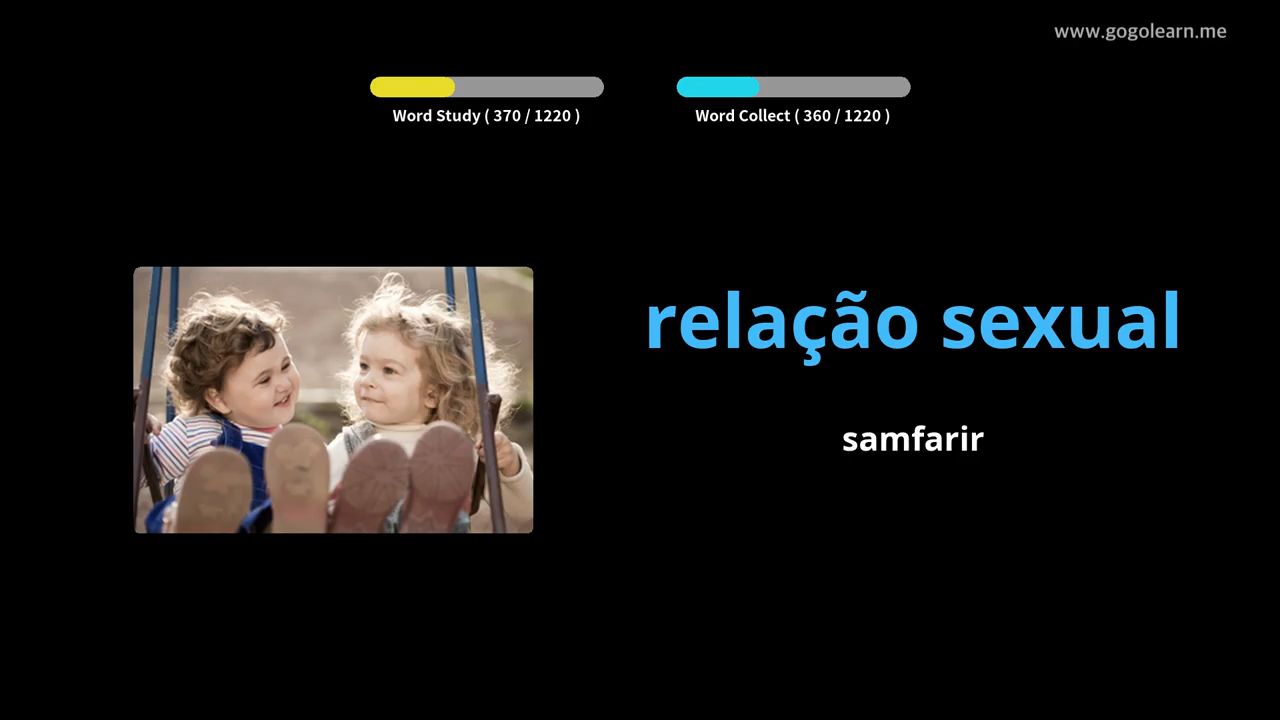 www.gogolearn.me
Word Study ( 370 / 1220 )
Word Collect ( 360 / 1220 )
relação sexual
samfarir